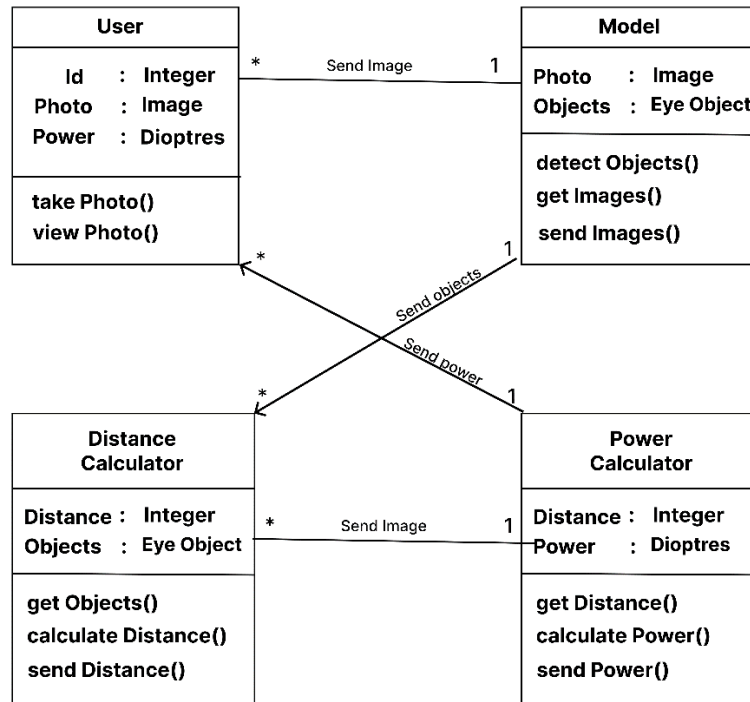 User
Id : Integer
Photo : Image
Power : Dioptres
take Photo()
view Photo()
* Send Image 1
Model
Photo : Image
Objects : Eye Object
detect Objects()
get Images()
send Images()
1
*
Send objects
Send power
*
1
Distance
Calculator
Distance : Integer
Objects : Eye Object
get Objects()
calculate Distance()
send Distance()
* Send Image 1
Power
Calculator
Distance : Integer
Power : Dioptres
get Distance()
calculate Power()
send Power()